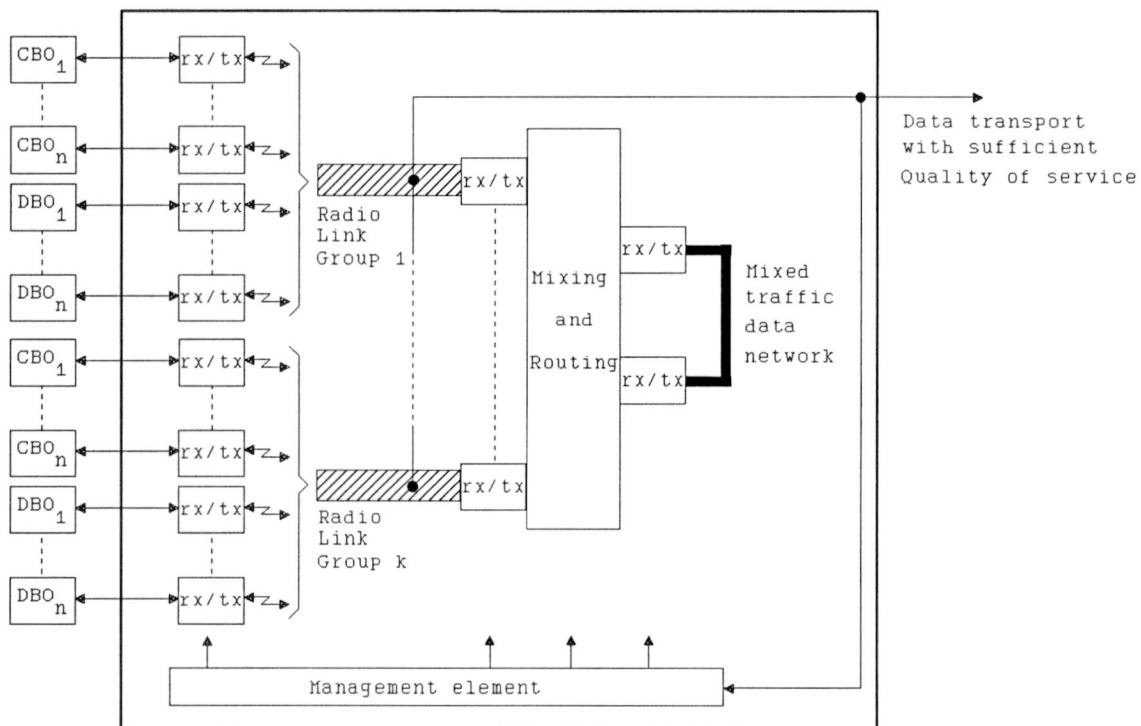 CBO1
rx/tx
CBOn
rx/tx
DBO1
rx/tx
DBOn
rx/tx
Radio
Link
Group 1
rx/tx
CBO1
rx/tx
CBOn
rx/tx
DBO1
rx/tx
DBOn
rx/tx
Radio
Link
Group k
rx/tx
Mixing
and
Routing
rx/tx
rx/tx
Mixed
traffic
data
network
Data transport
with sufficient
Quality of service
Management element